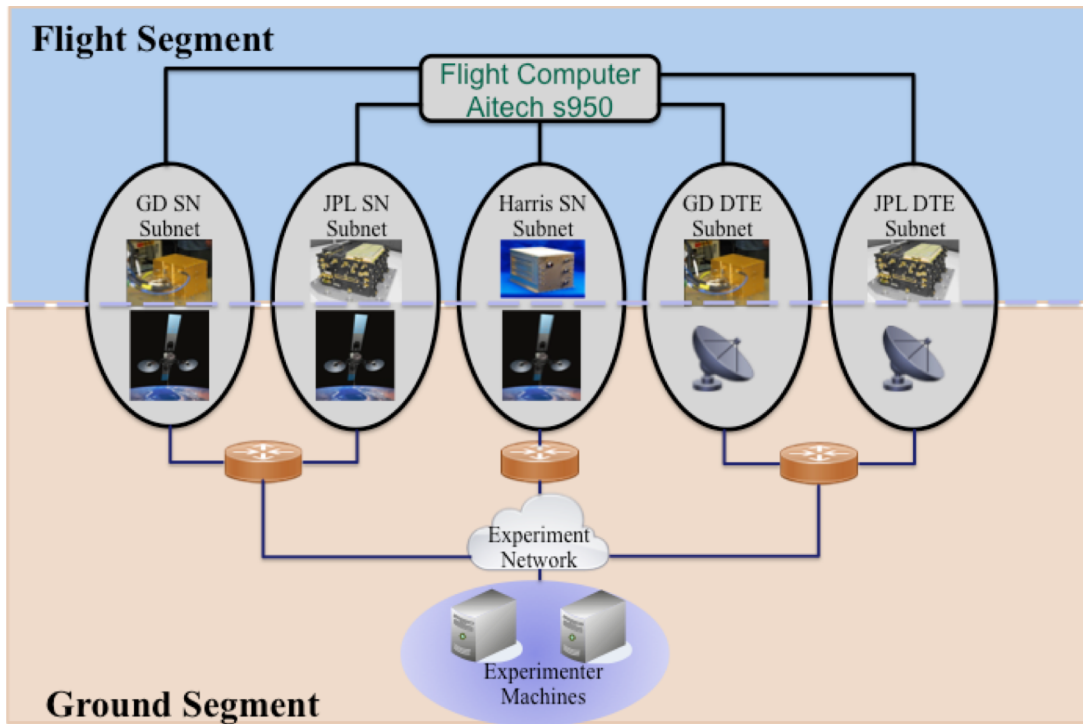 Flight Segment
Flight Computer
Aitech s950
GD SN
Subnet
JPL SN
Subnet
Harris SN
Subnet
GD DTE
Subnet
JPL DTE
Subnet
Experiment
Network
Experimenter
Machines
Ground Segment